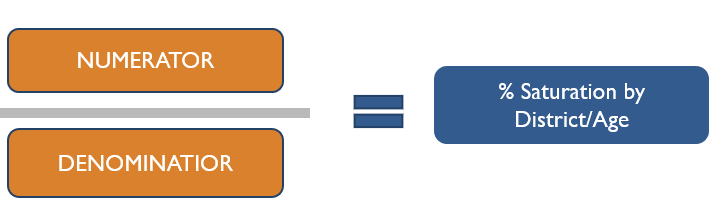 NUMERATOR
DENOMINATIOR
% Saturation by
District/Age